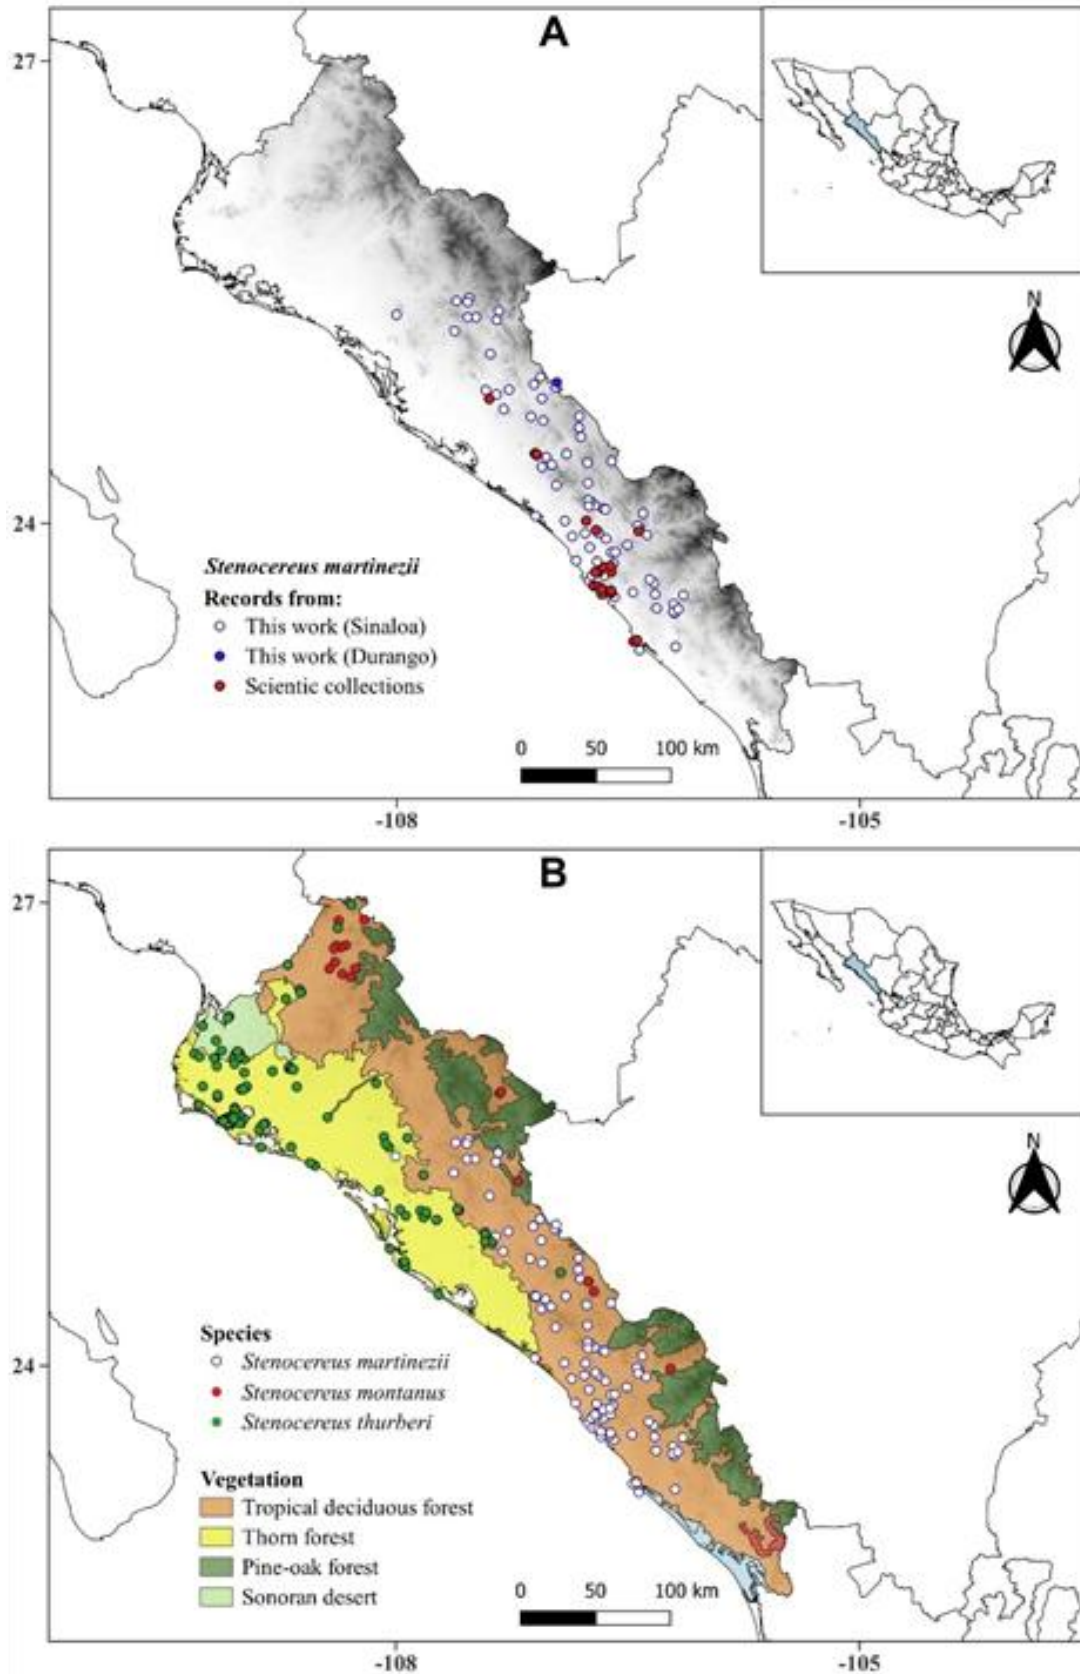 A
27
N
24
Stenocereus martinezii
Records from:
This work (Sinaloa)
This work (Durango)
Scientic collections
0 50 100 km
-108 -105
B
27
N
24
Species
Stenocereus martinezii
Stenocereus montanus
Stenocereus thurberi
Vegetation
Tropical deciduous forest
Thorn forest
Pine-oak forest
Sonoran desert
0 50 100 km
-108 -105